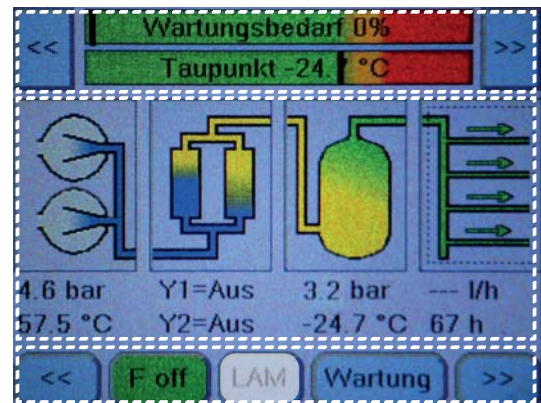 << Wartungsbedarf 0% >>
Taupunkt -24.7 °C
4.6 bar Y1=Aus 3.2 bar --- l/h
57.5 °C Y2=Aus -24.7 °C 67 h
<< F off LAM Wartung >>